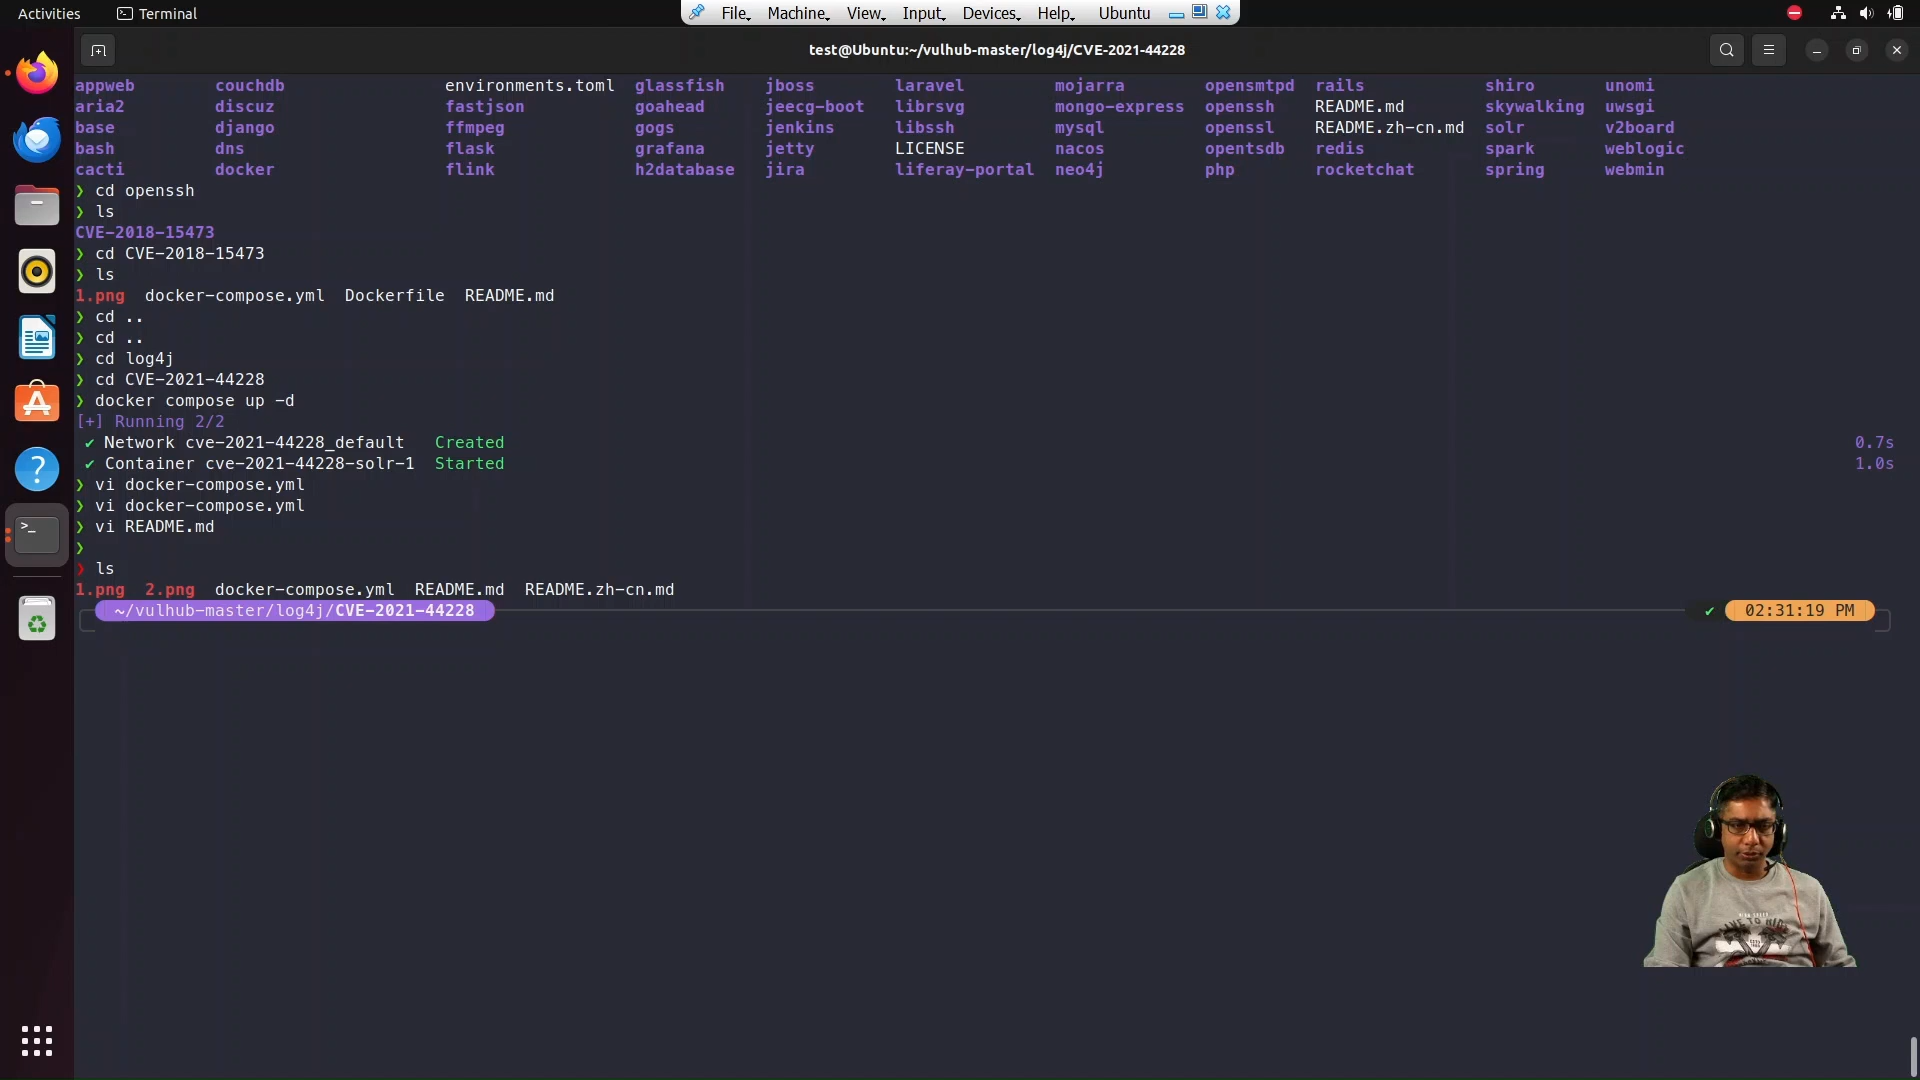 Activities Terminal File Machine View Input Devices Help Ubuntu
test@Ubuntu:~/vulhub-master/log4j/CVE-2021-44228
appweb couchdb environments.toml glassfish jboss laravel mojarra opensmtpd rails shiro unomi
aria2 discuz fastjson goahead jeecg-boot librsvg mongo-express openssh README.md skywalking uwsgi
base django ffmpeg gogs jenkins libssh mysql openssl README.zh-cn.md solr v2board
bash dns flask grafana jetty LICENSE nacos opentsdb redis spark weblogic
cacti docker flink h2database jira liferay-portal neo4j php rocketchat spring webmin
❯ cd openssh
❯ ls
CVE-2018-15473
❯ cd CVE-2018-15473
❯ ls
1.png docker-compose.yml Dockerfile README.md
❯ cd ..
❯ cd ..
❯ cd log4j
❯ cd CVE-2021-44228
❯ docker compose up -d
[+] Running 2/2
✔ Network cve-2021-44228_default Created 0.7s
✔ Container cve-2021-44228-solr-1 Started 1.0s
❯ vi docker-compose.yml
❯ vi docker-compose.yml
❯ vi README.md
❯
❯ ls
1.png 2.png docker-compose.yml README.md README.zh-cn.md
~/vulhub-master/log4j/CVE-2021-44228 ✔ 02:31:19 PM